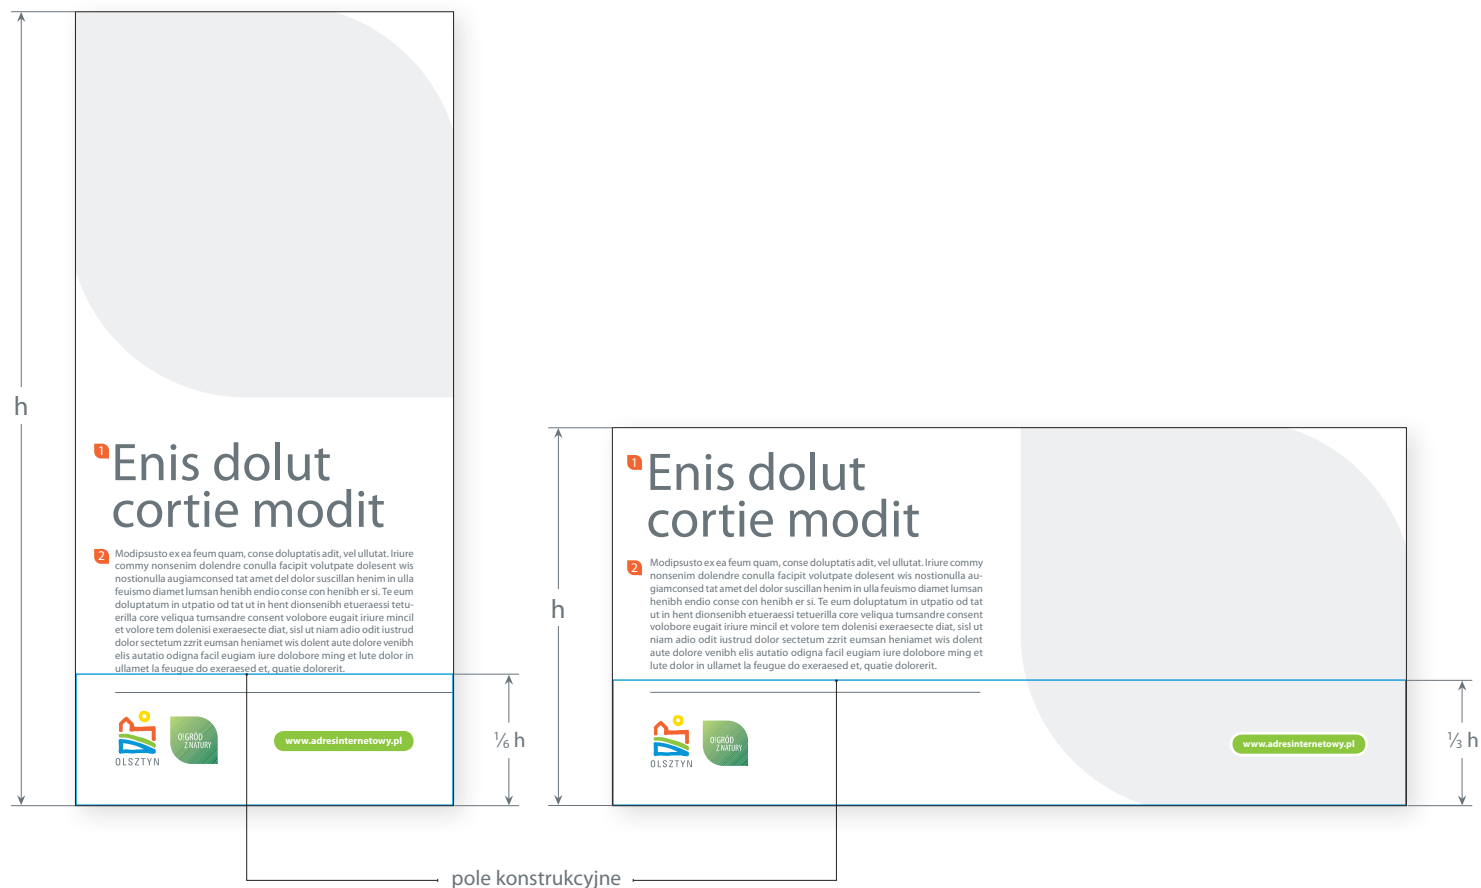 h
1
Enis dolut
cortie modit
2
Modipsusto ex ea feum quam, conse doluptatis adit, vel ullutat. Iriure
commy nonsenim dolendre conulla facipit volutpate dolesent wis
nostionulla augiamconsed tat amet del dolor suscillan henim in ulla
feuismo diamet lumsan henibh endio conse con henibh er si. Te eum
doluptatum in utpatio od tat ut in hent dionsenibh etueraessi tetu-
erilla core veliqua tumsandre consent volobore eugait iriure mincil
et volore tem dolenisi exeraesecte diat, sisl ut niam adio odit iustrud
dolor sectetum zzrit eumsan heniamet wis dolent aute dolore venibh
elis autatio odigna facil eugiam iure dolobore ming et lute dolor in
ullamet la feugue do exeraesed et, quatie dolorerit.
OLSZTYN
O!GRÓD
Z NATURY
www.adresinternetowy.pl
⅙ h
h
1
Enis dolut
cortie modit
2
Modipsusto ex ea feum quam, conse doluptatis adit, vel ullutat. Iriure commy
nonsenim dolendre conulla facipit volutpate dolesent wis nostionulla au-
giamconsed tat amet del dolor suscillan henim in ulla feuismo diamet lumsan
henibh endio conse con henibh er si. Te eum doluptatum in utpatio od tat
ut in hent dionsenibh etueraessi tetuerilla core veliqua tumsandre consent
volobore eugait iriure mincil et volore tem dolenisi exeraesecte diat, sisl ut
niam adio odit iustrud dolor sectetum zzrit eumsan heniamet wis dolent
aute dolore venibh elis autatio odigna facil eugiam iure dolobore ming et
lute dolor in ullamet la feugue do exeraesed et, quatie dolorerit.
OLSZTYN
O!GRÓD
Z NATURY
www.adresinternetowy.pl
⅓ h
pole konstrukcyjne